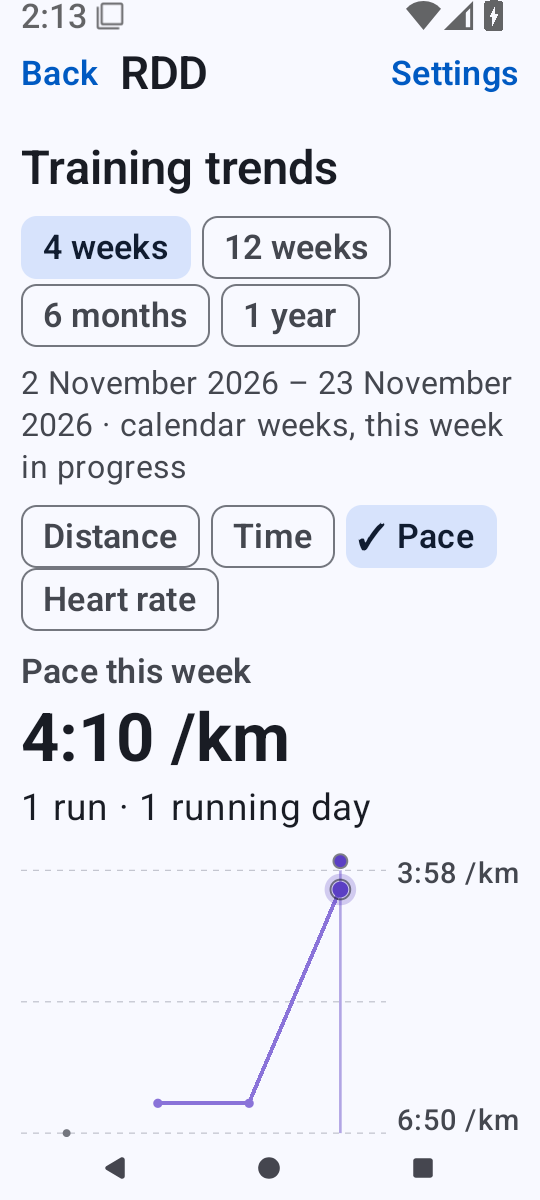 2:13
Back RDD Settings
Training trends
4 weeks 12 weeks
6 months 1 year
2 November 2026 – 23 November
2026 · calendar weeks, this week
in progress
Distance Time ✓ Pace
Heart rate
Pace this week
4:10 /km
1 run · 1 running day
3:58 /km
6:50 /km